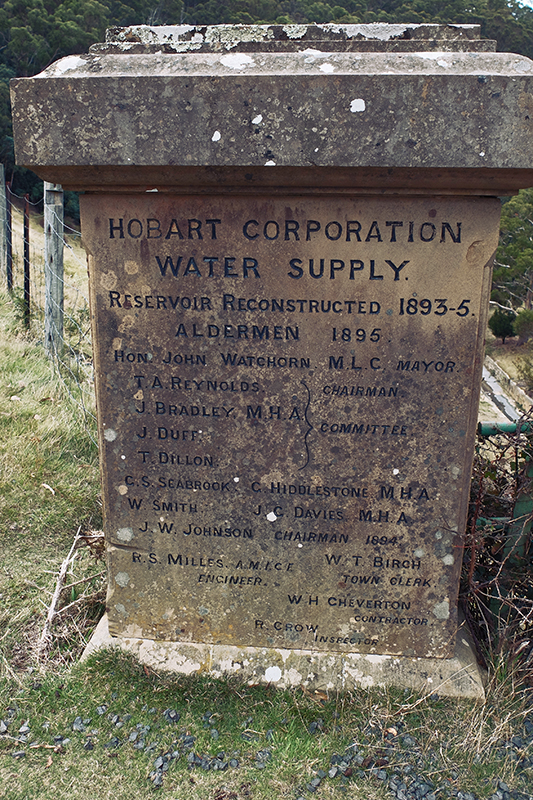 HOBART CORPORATION
WATER SUPPLY.
RESERVOIR RECONSTRUCTED 1893-5.
ALDERMEN 1895.
HON. JOHN WATCHORN. M.L.C. MAYOR.
T.A. REYNOLDS. CHAIRMAN
J. BRADLEY M.H.A.
J. DUFF. COMMITTEE
T. DILLON
C.S. SEABROOK. C. HIDDLESTONE. M.H.A.
W. SMITH. J.G. DAVIES. M.H.A.
J.W. JOHNSON CHAIRMAN 1894.
R.S. MILLES. A.M.I.C.E W.T. BIRCH
ENGINEER. TOWN CLERK.
W.H CHEVERTON
CONTRACTOR.
R. CROW
INSPECTOR.